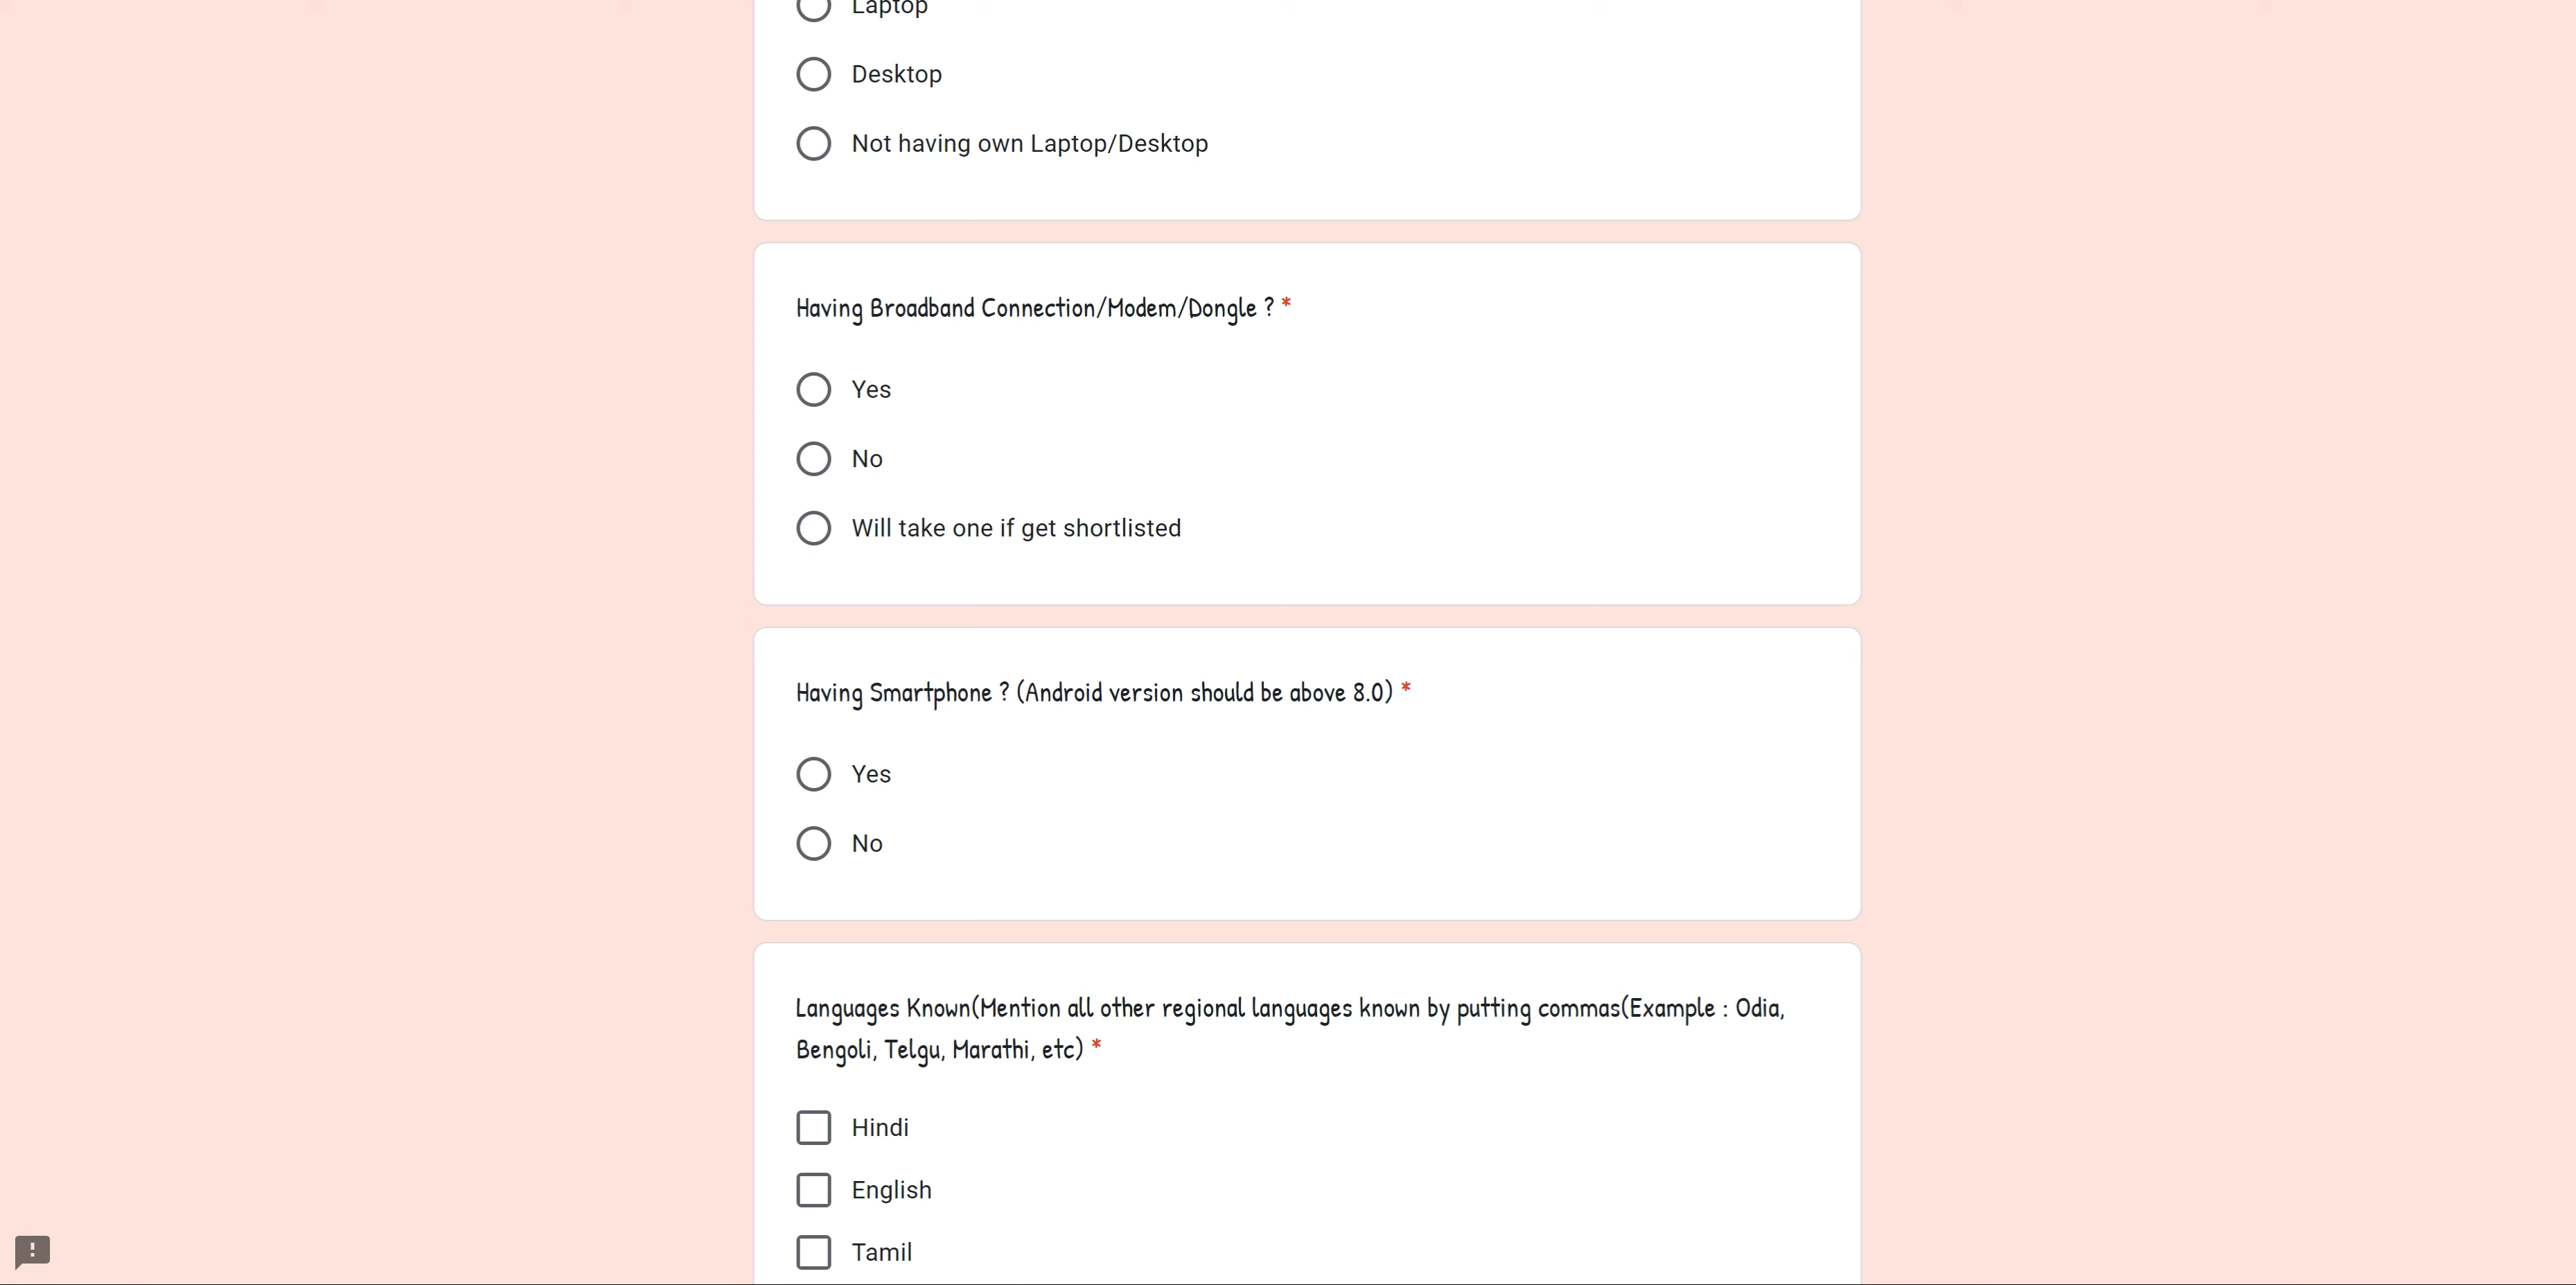 Laptop
Desktop
Not having own Laptop/Desktop
Having Broadband Connection/Modem/Dongle ? *
Yes
No
Will take one if get shortlisted
Having Smartphone ? (Android version should be above 8.0) *
Yes
No
Languages Known(Mention all other regional languages known by putting commas(Example : Odia,
Bengoli, Telgu, Marathi, etc) *
Hindi
English
Tamil